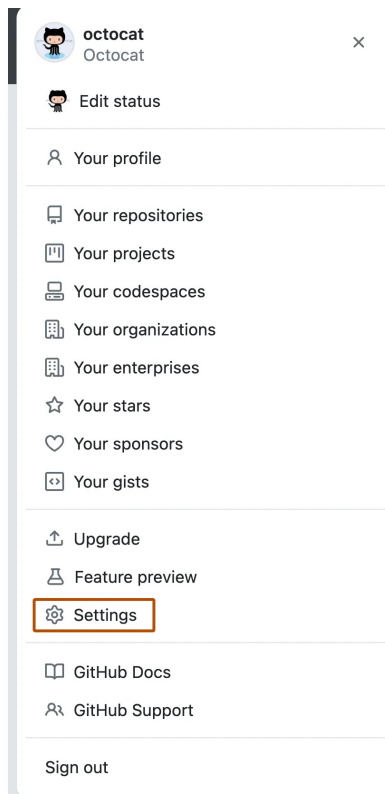 octocat
Octocat
Edit status
Your profile
Your repositories
Your projects
Your codespaces
Your organizations
Your enterprises
Your stars
Your sponsors
Your gists
Upgrade
Feature preview
Settings
GitHub Docs
GitHub Support
Sign out